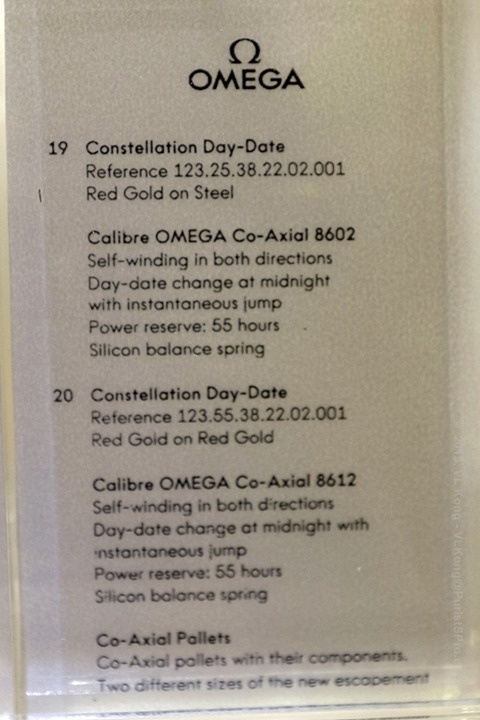 Ω
OMEGA
19 Constellation Day-Date
Reference 123.25.38.22.02.001
Red Gold on Steel
Calibre OMEGA Co-Axial 8602
Self-winding in both directions
Day-date change at midnight
with instantaneous jump
Power reserve: 55 hours
Silicon balance spring
20 Constellation Day-Date
Reference 123.55.38.22.02.001
Red Gold on Red Gold
Calibre OMEGA Co-Axial 8612
Self-winding in both directions
Day-date change at midnight with
instantaneous jump
Power reserve: 55 hours
Silicon balance spring
Co-Axial Pallets
Co-Axial pallets with their components.
Two different sizes of the new escapement